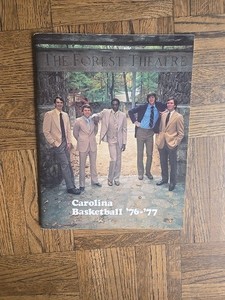 THE FOREST THEATRE
Carolina
Basketball '76-'77